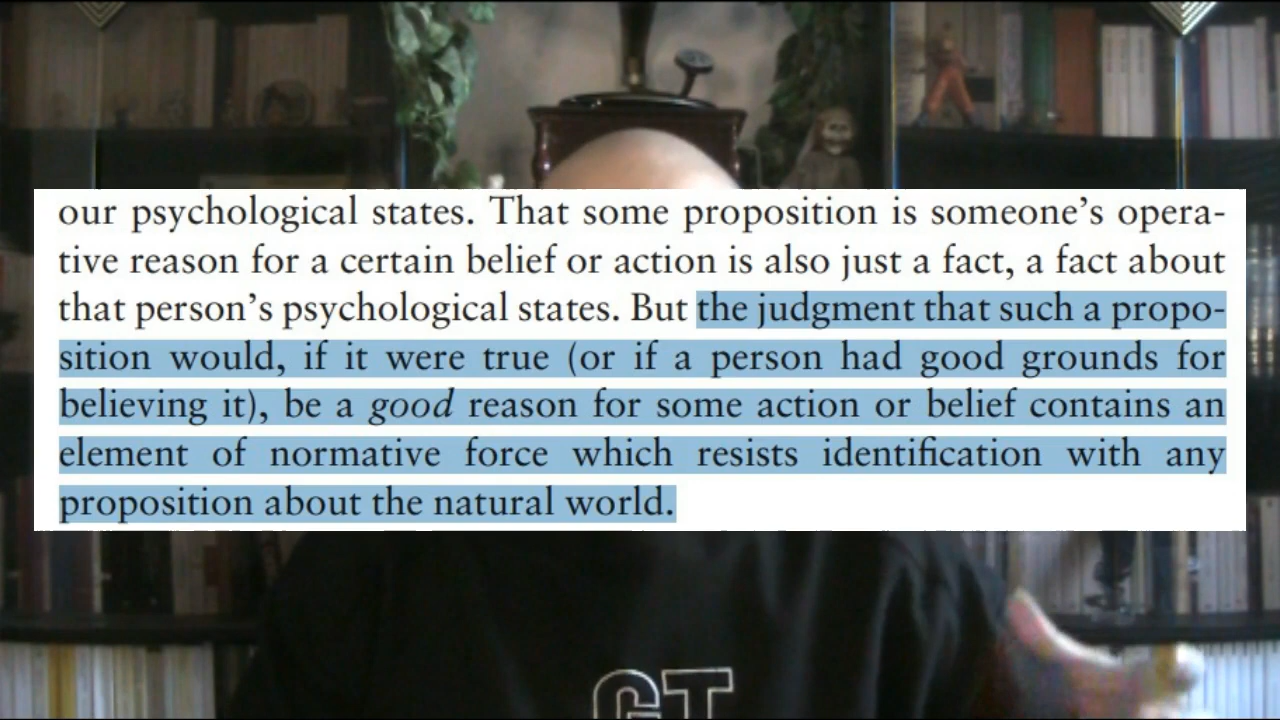 our psychological states. That some proposition is someone's opera-
tive reason for a certain belief or action is also just a fact, a fact about
that person's psychological states. But the judgment that such a propo-
sition would, if it were true (or if a person had good grounds for
believing it), be a good reason for some action or belief contains an
element of normative force which resists identification with any
proposition about the natural world.
GT